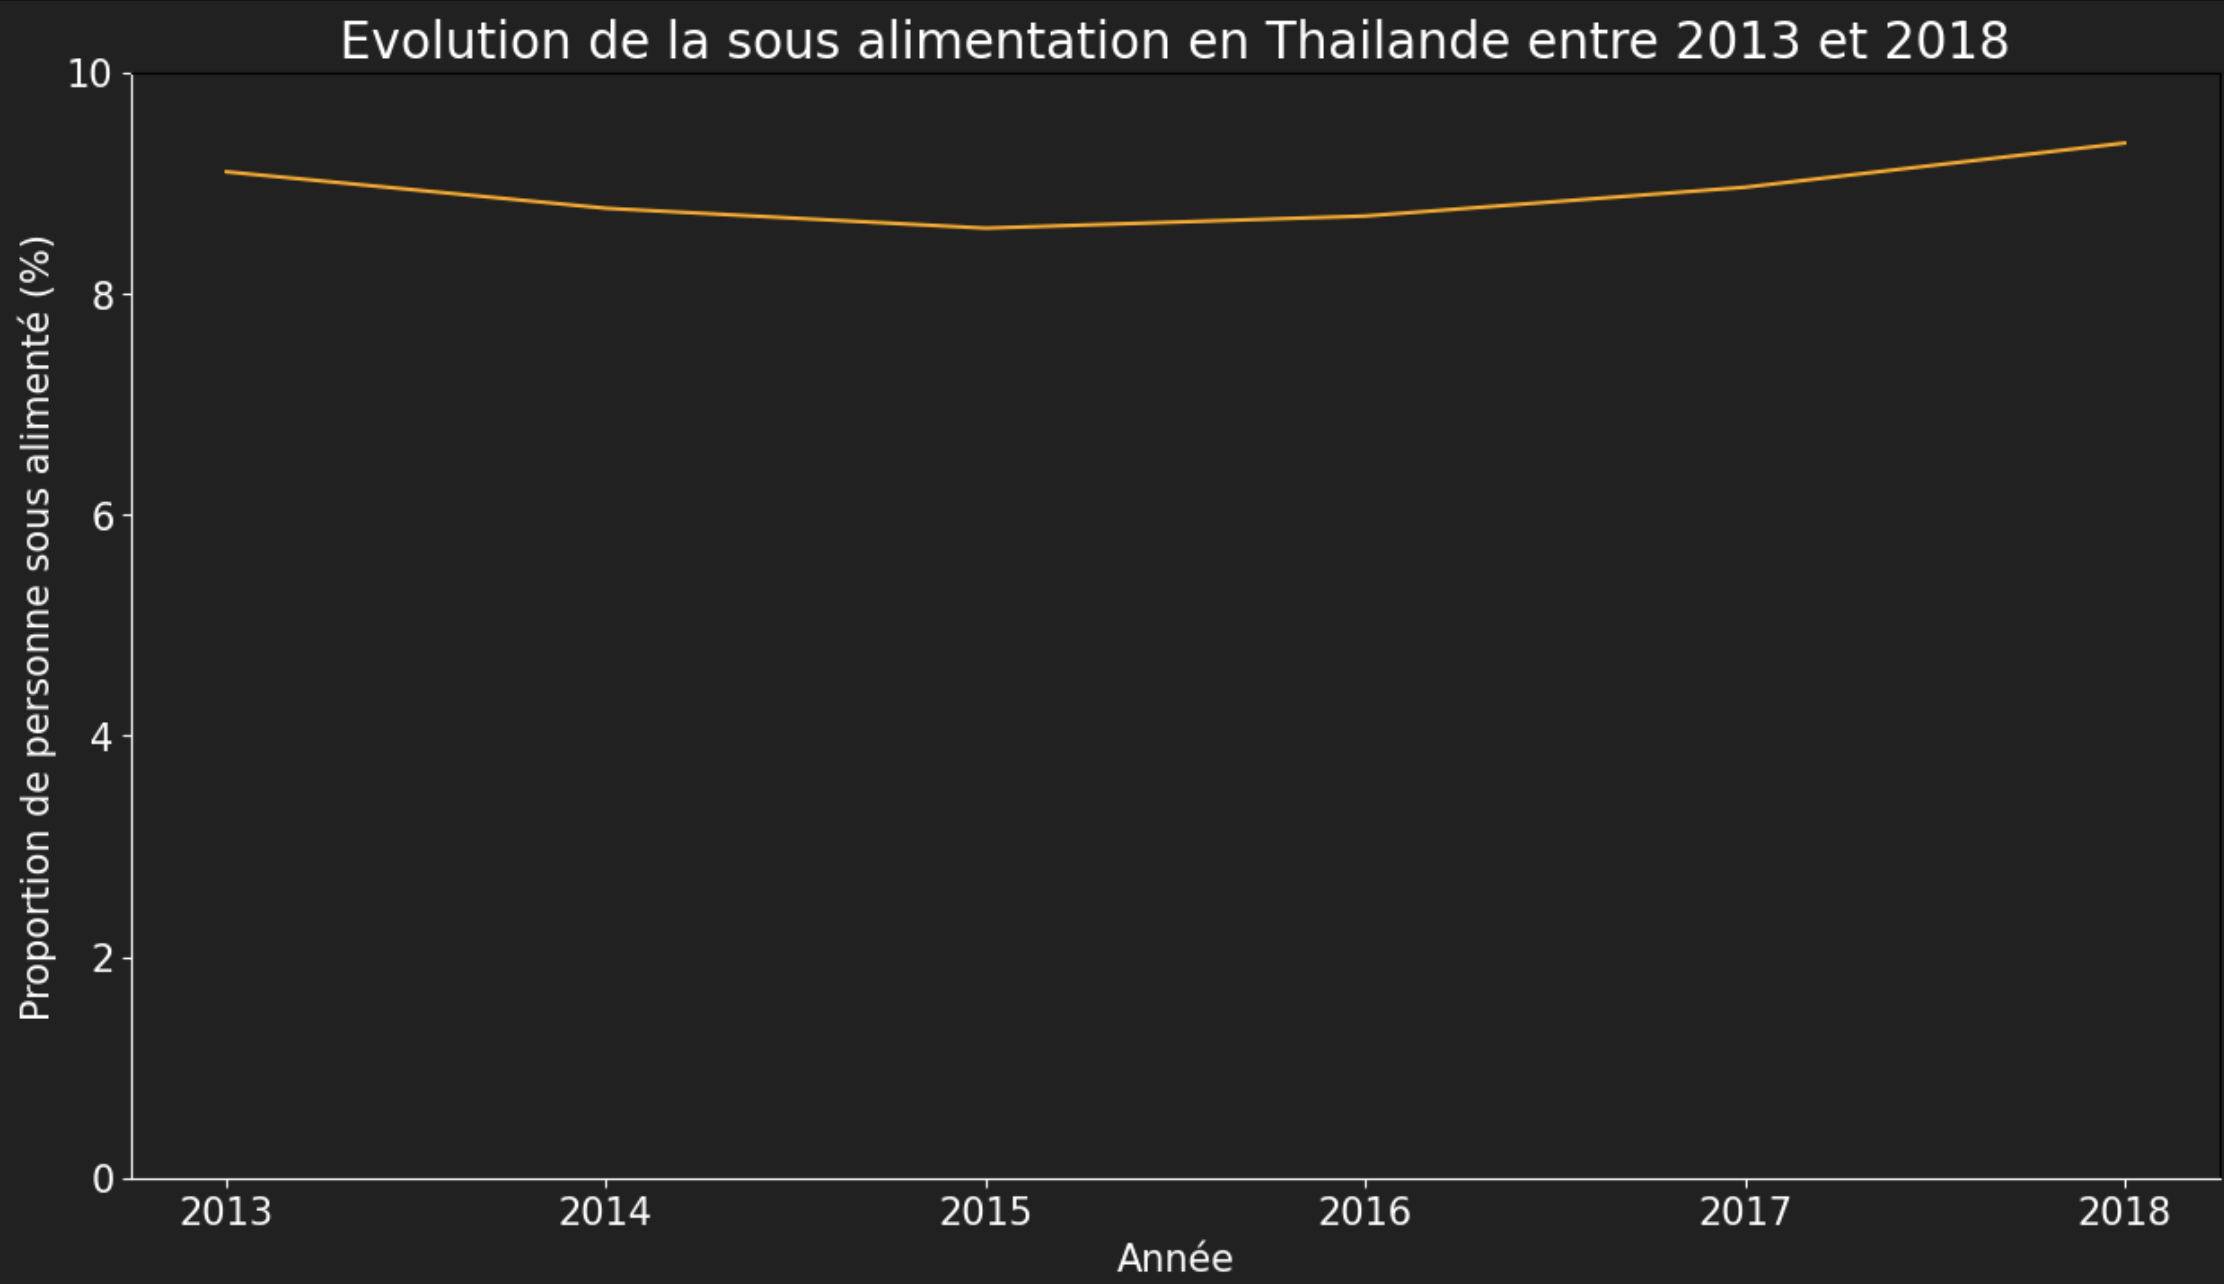 Evolution de la sous alimentation en Thailande entre 2013 et 2018
Proportion de personne sous alimenté (%)
10
8
6
4
2
0
2013 2014 2015 2016 2017 2018
Année